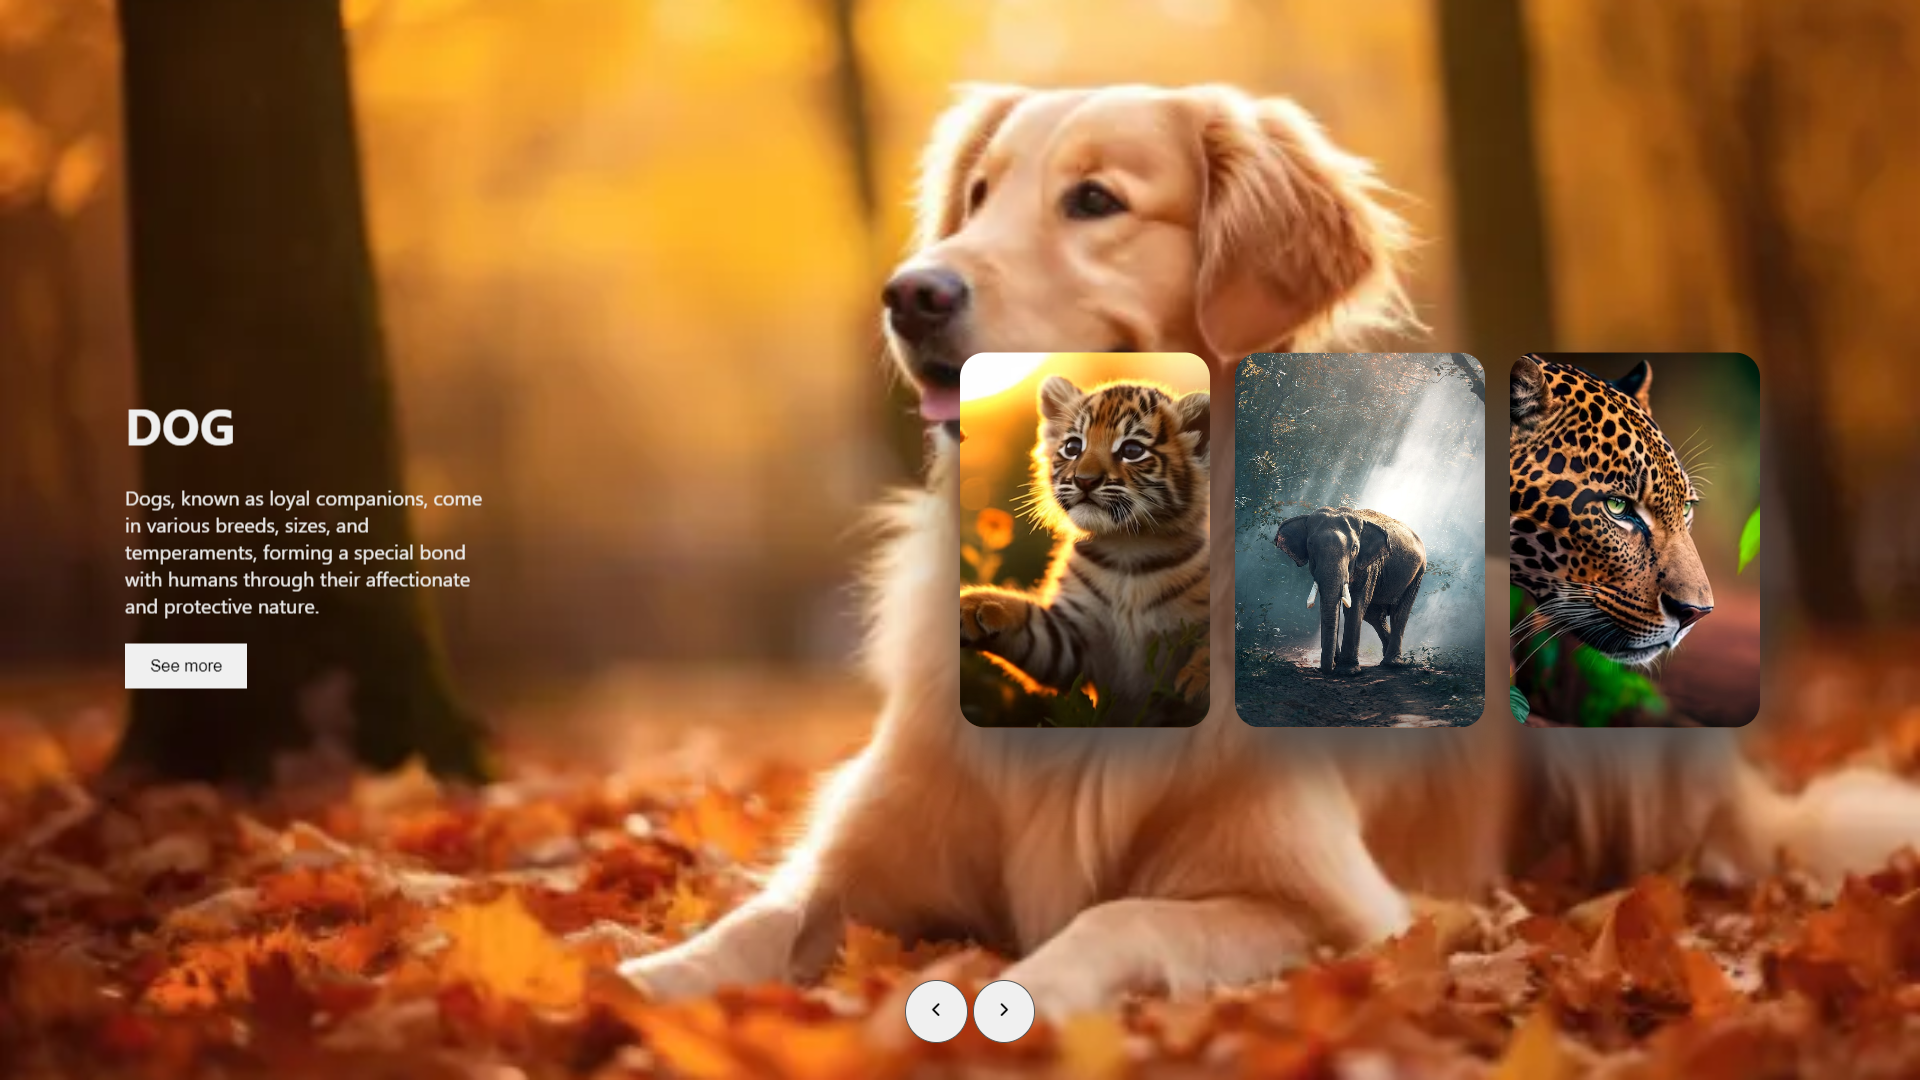 DOG
Dogs, known as loyal companions, come
in various breeds, sizes, and
temperaments, forming a special bond
with humans through their affectionate
and protective nature.
See more